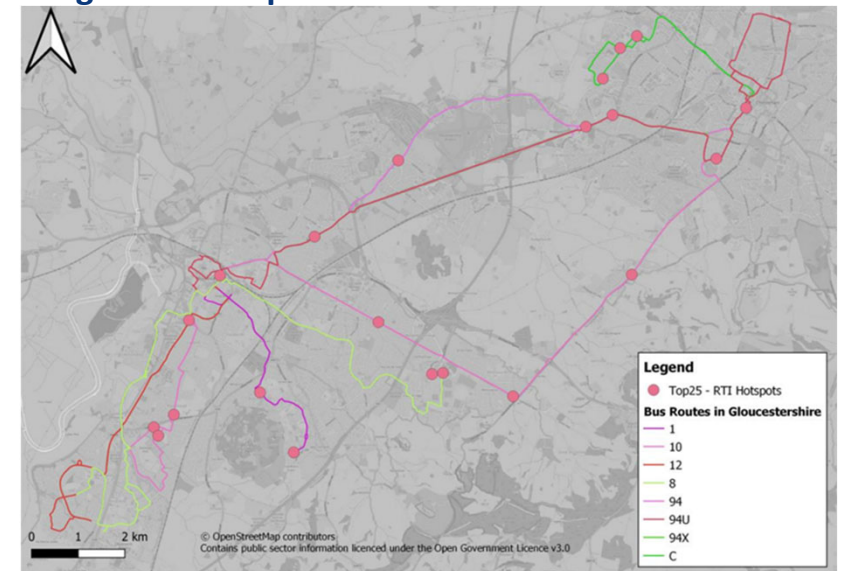 Legend
Top25 - RTI Hotspots
Bus Routes in Gloucestershire
1
10
12
8
94
94U
94X
C
0 1 2 km
© OpenStreetMap contributors
Contains public sector information licenced under the Open Government Licence v3.0